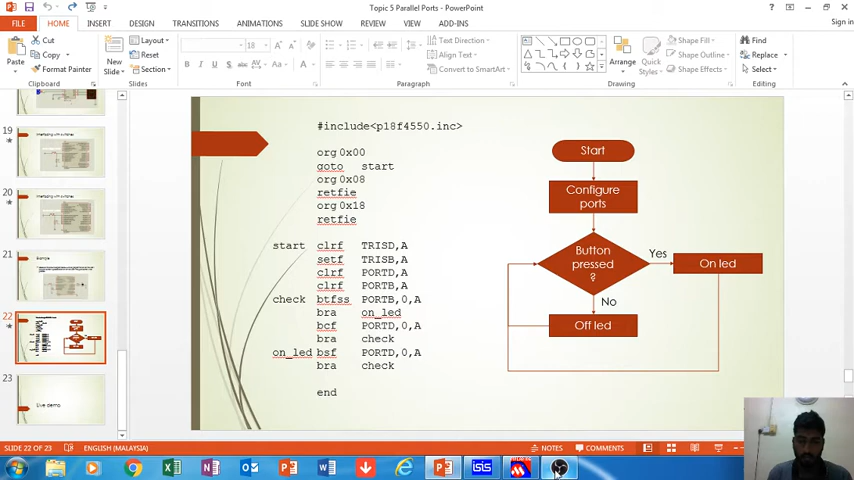 Topic 5 Parallel Ports - PowerPoint
FILE HOME INSERT DESIGN TRANSITIONS ANIMATIONS SLIDE SHOW REVIEW VIEW ADD-INS
Sign in
Paste
Cut
Copy
Format Painter
Clipboard
New Slide
Layout
Reset
Section
Slides
18
B I U S
Font
Text Direction
Align Text
Convert to SmartArt
Paragraph
Arrange
Quick Styles
Shape Fill
Shape Outline
Shape Effects
Drawing
Find
Replace
Select
Editing
19
20
21
Example
22
23
Live demo
#include<p18f4550.inc>
org 0x00
goto start
org 0x08
retfie
org 0x18
retfie
start clrf TRISD,A
setf TRISB,A
clrf PORTD,A
clrf PORTB,A
check btfss PORTB,0,A
bra on_led
bcf PORTD,0,A
bra check
on_led bsf PORTD,0,A
bra check
end
Start
Configure
ports
Button
pressed
?
Yes
On led
No
Off led
SLIDE 22 OF 23 ENGLISH (MALAYSIA) NOTES COMMENTS
ISIS